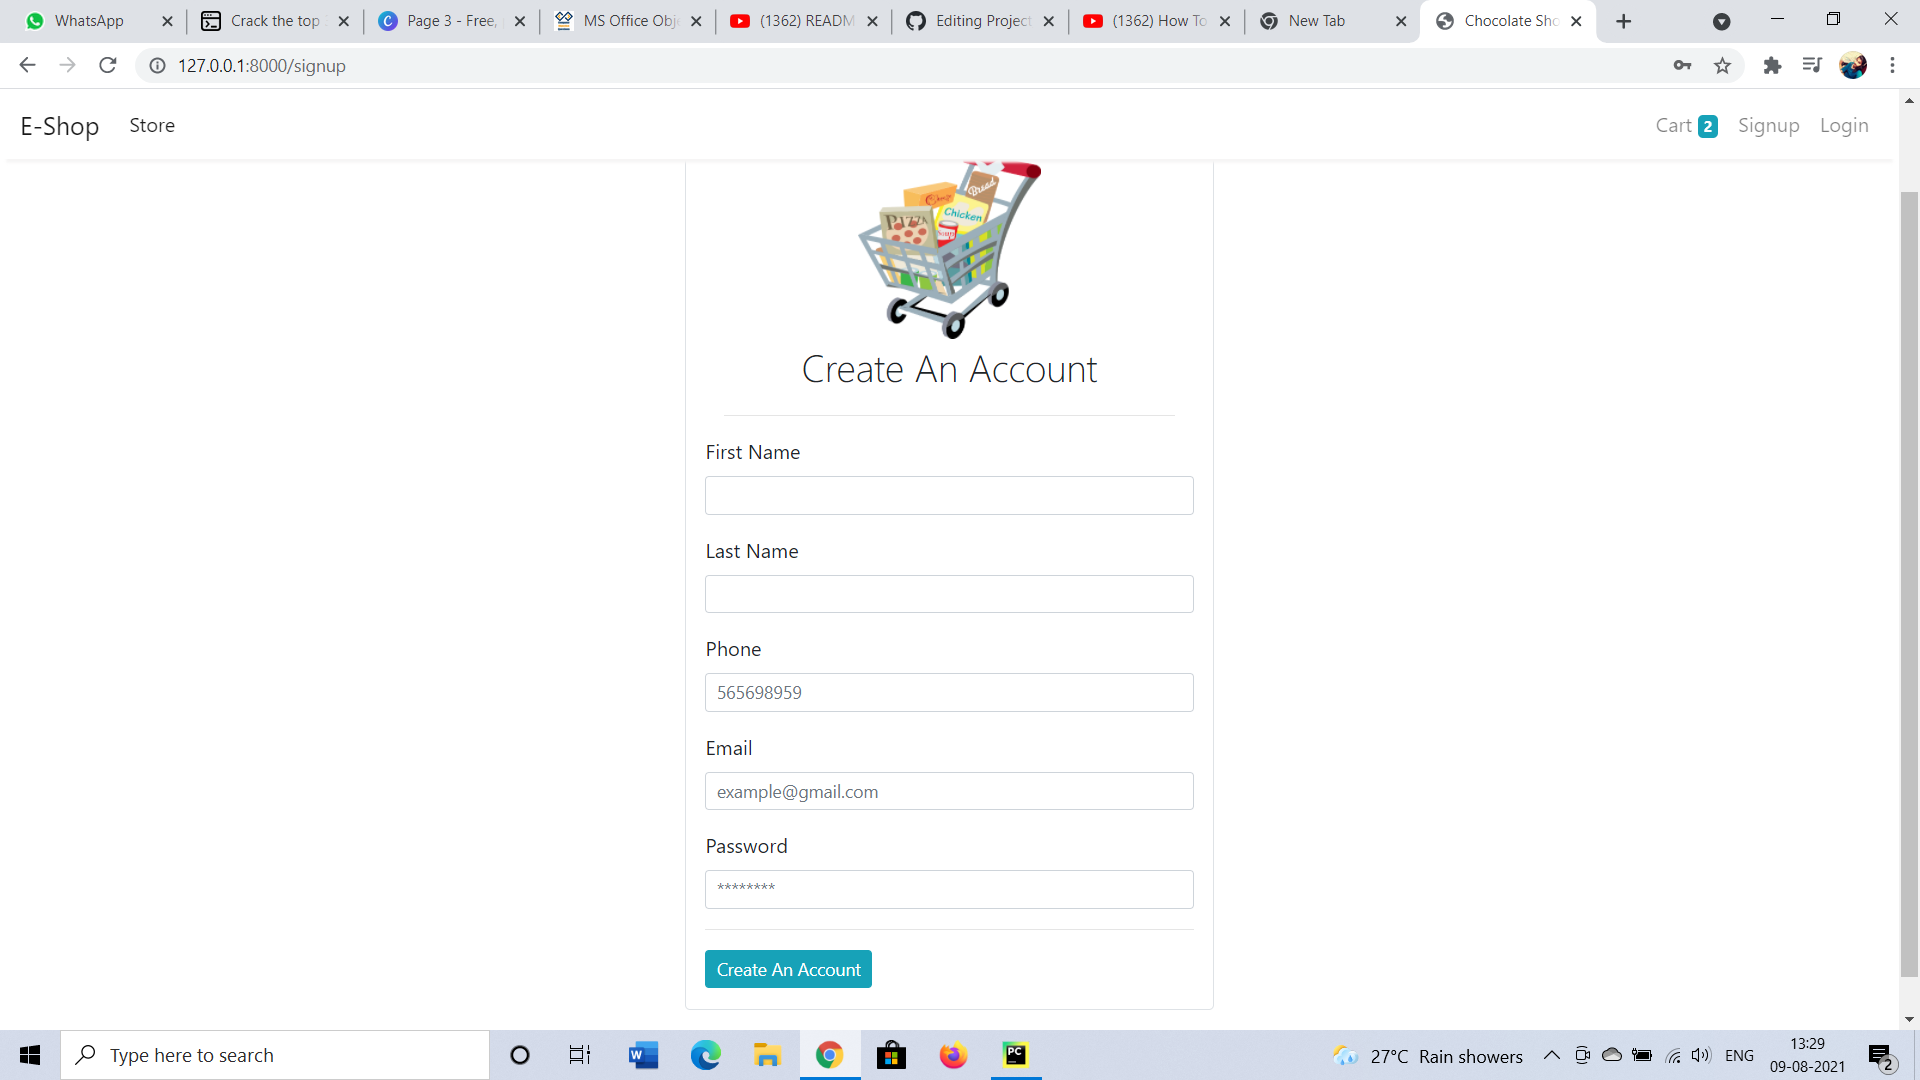 WhatsApp
Crack the top
Page 3 - Free,
MS Office Obj
(1362) READM
Editing Project
(1362) How To
New Tab
Chocolate Sho
127.0.0.1:8000/signup
E-Shop
Store
Cart 2
Signup
Login
Bread
Chicken
PIZZA
Soup
Create An Account
First Name
Last Name
Phone
565698959
Email
example@gmail.com
Password
********
Create An Account
Type here to search
27°C Rain showers
ENG
13:29
09-08-2021
2